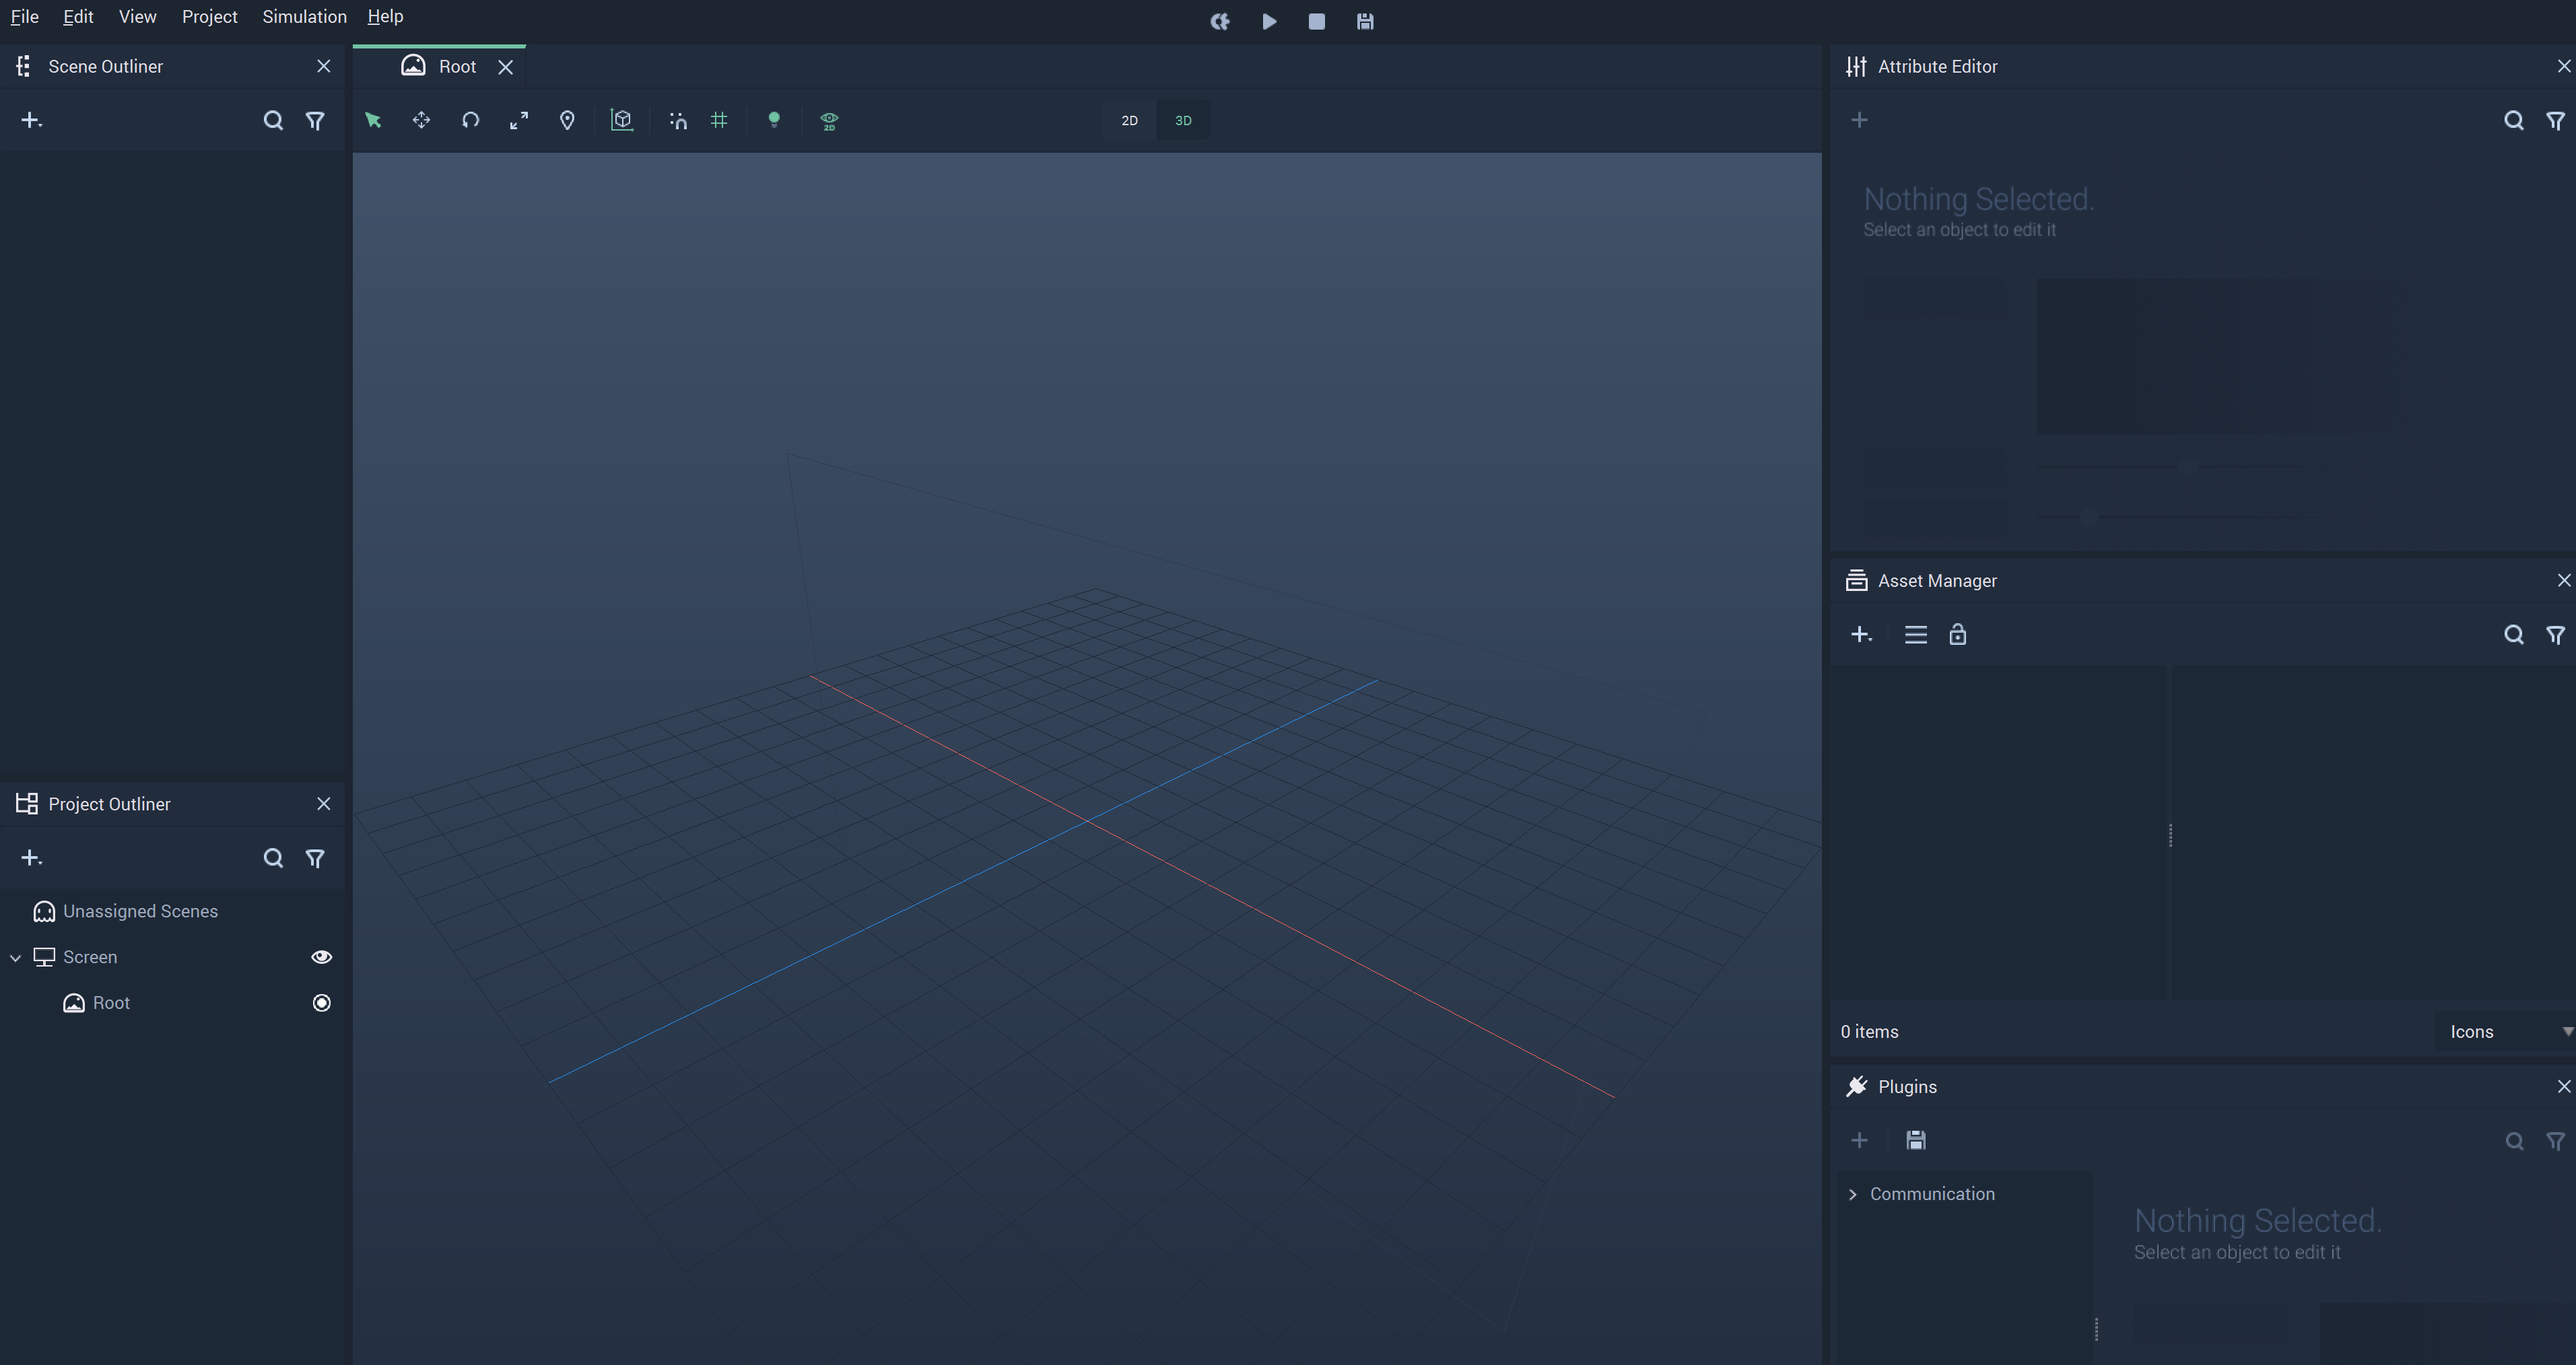 File Edit View Project Simulation Help
Scene Outliner
Root
Attribute Editor
2D
2D 3D
Nothing Selected.
Select an object to edit it
Asset Manager
Project Outliner
Unassigned Scenes
Screen
Root
0 items
Icons
Plugins
Communication
Nothing Selected.
Select an object to edit it